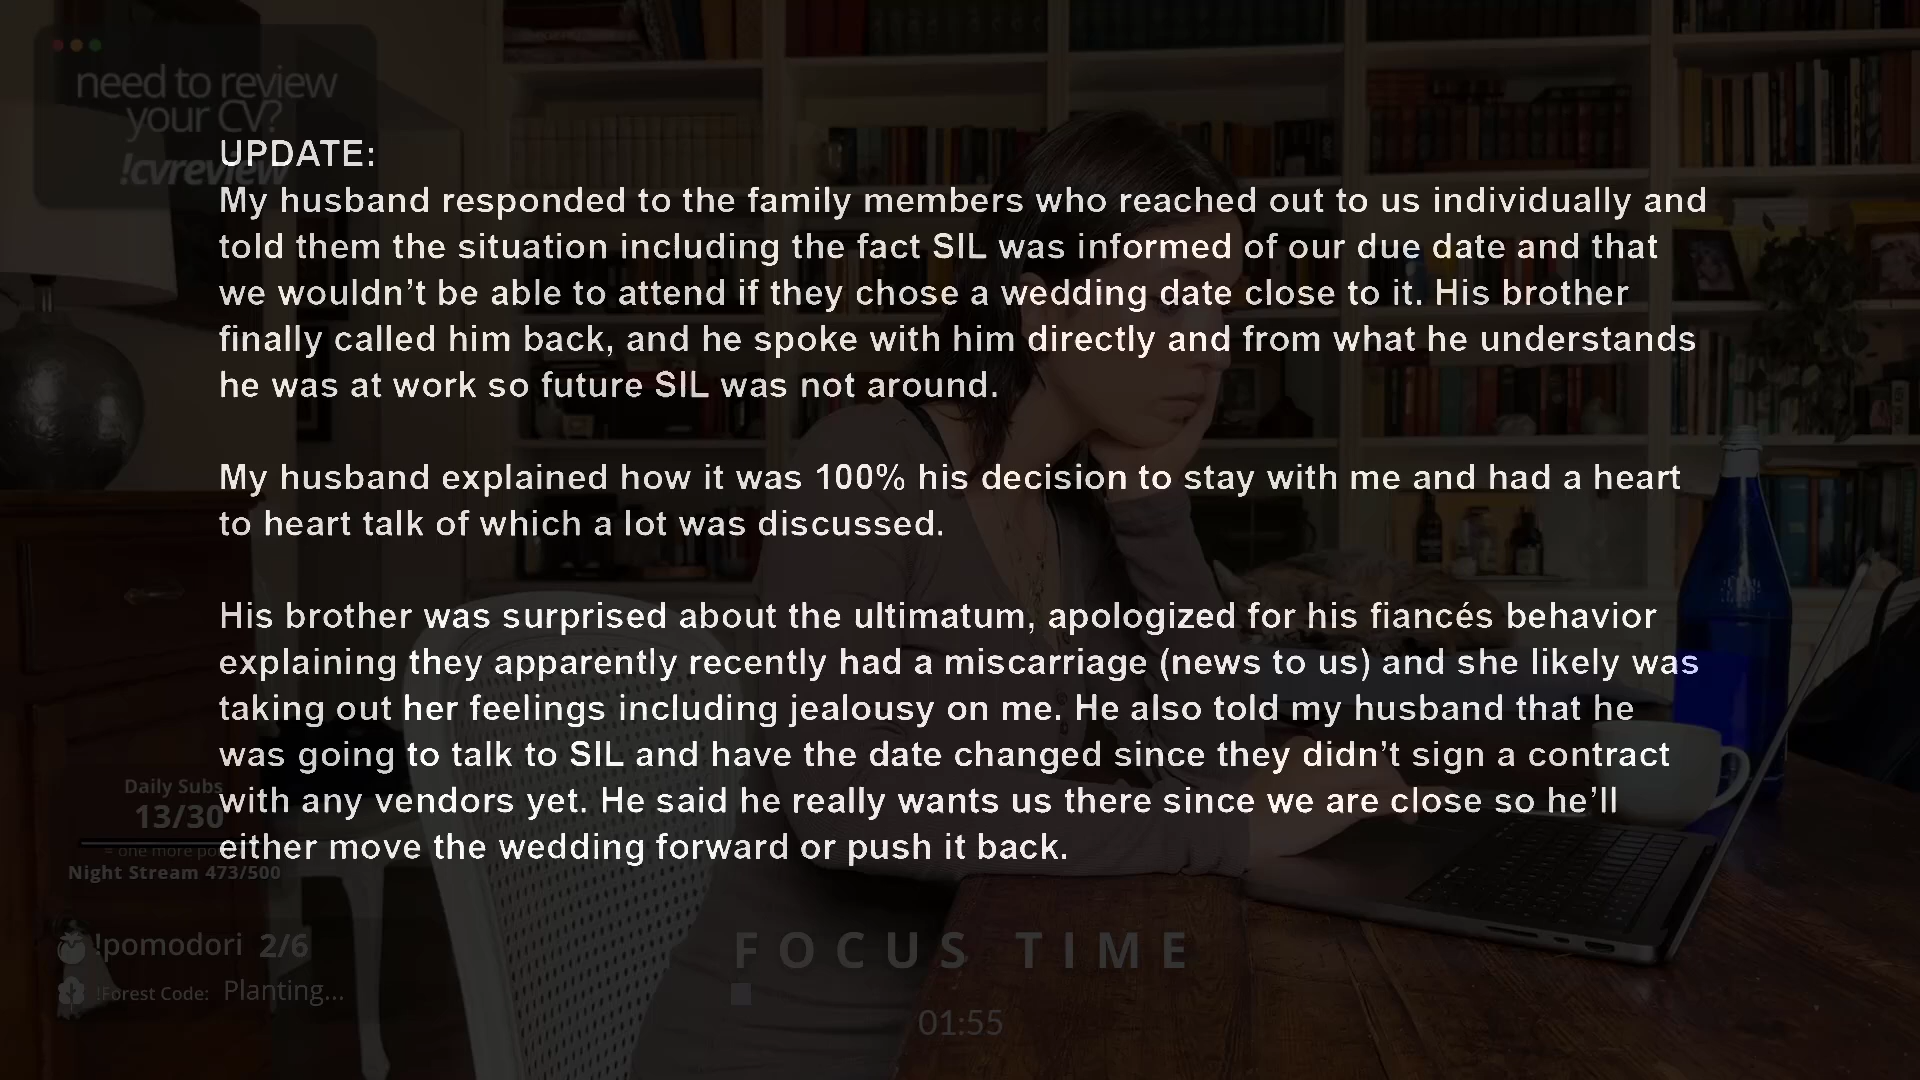 need to review
your CV?
!cvreview
UPDATE:
My husband responded to the family members who reached out to us individually and
told them the situation including the fact SIL was informed of our due date and that
we wouldn’t be able to attend if they chose a wedding date close to it. His brother
finally called him back, and he spoke with him directly and from what he understands
he was at work so future SIL was not around.
My husband explained how it was 100% his decision to stay with me and had a heart
to heart talk of which a lot was discussed.
His brother was surprised about the ultimatum, apologized for his fiancés behavior
explaining they apparently recently had a miscarriage (news to us) and she likely was
taking out her feelings including jealousy on me. He also told my husband that he
was going to talk to SIL and have the date changed since they didn’t sign a contract
with any vendors yet. He said he really wants us there since we are close so he’ll
either move the wedding forward or push it back.
Daily Subs
13/30
= one more
Night Stream 473/500
!pomodori 2/6
!Forest Code: Planting...
FOCUS TIME
01:55